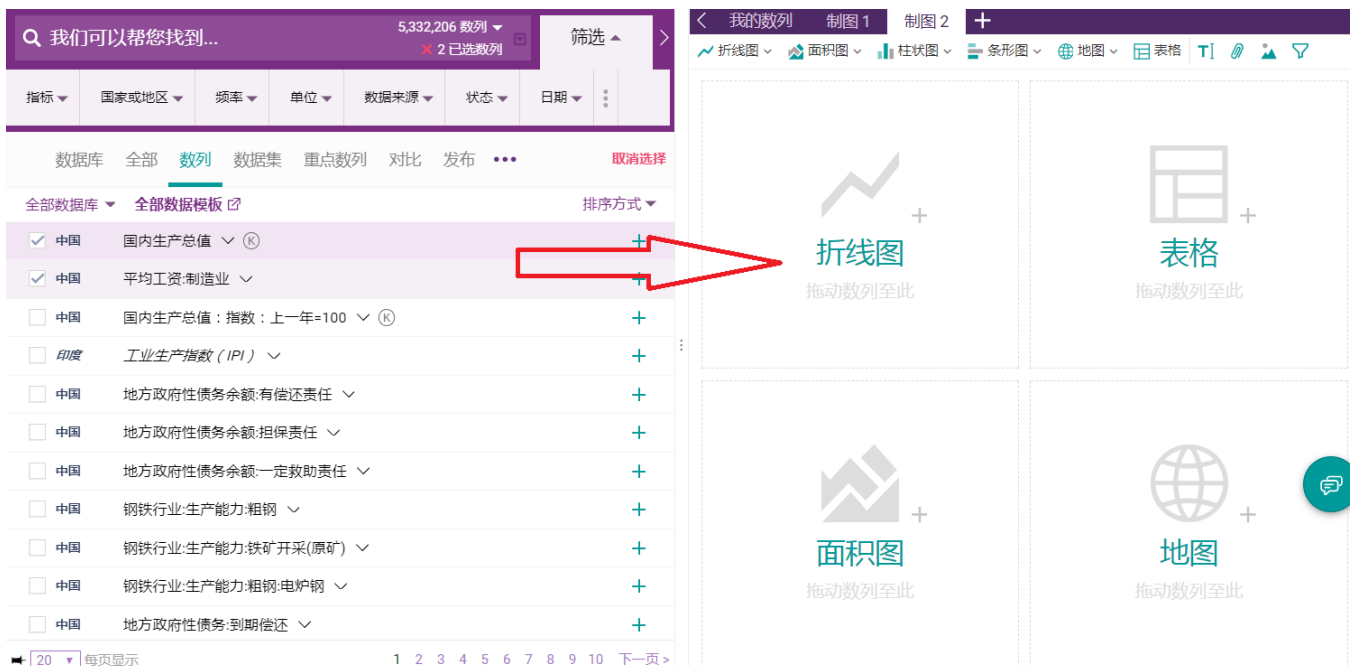 我们可以帮您找到...
5,332,206 数列
2 已选数列
筛选
指标
国家或地区
频率
单位
数据来源
状态
日期
数据库 全部 数列 数据集 重点数列 对比 发布 •••
取消选择
全部数据库 全部数据模板
排序方式
中国 国内生产总值 K
中国 平均工资:制造业
中国 国内生产总值：指数：上一年=100 K
印度 工业生产指数（IPI）
中国 地方政府性债务余额:有偿还责任
中国 地方政府性债务余额:担保责任
中国 地方政府性债务余额:一定救助责任
中国 钢铁行业:生产能力:粗钢
中国 钢铁行业:生产能力:铁矿开采(原矿)
中国 钢铁行业:生产能力:粗钢:电炉钢
中国 地方政府性债务:到期偿还
20 每页显示
1 2 3 4 5 6 7 8 9 10 下一页 >
我的数列 制图 1 制图 2
折线图 面积图 柱状图 条形图 地图 表格 T
折线图
拖动数列至此
表格
拖动数列至此
面积图
拖动数列至此
地图
拖动数列至此